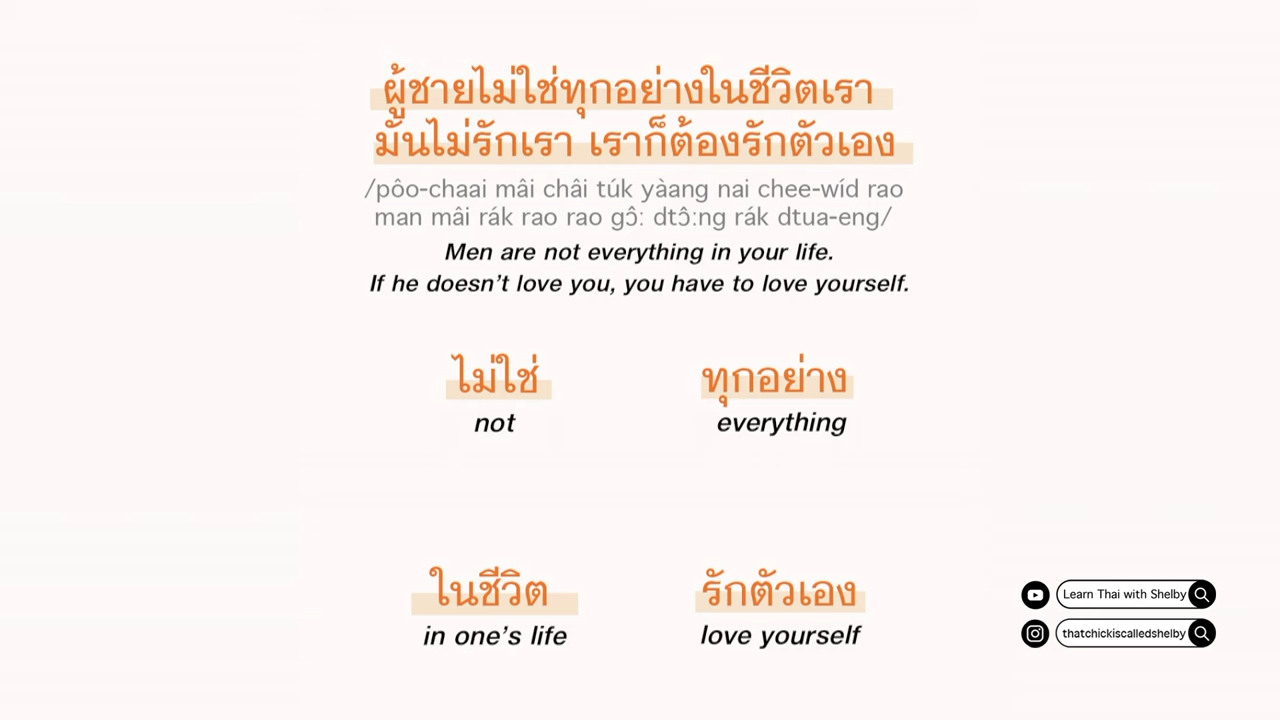 ผู้ชายไม่ใช่ทุกอย่างในชีวิตเรา
มันไม่รักเรา เราก็ต้องรักตัวเอง
/pôo-chaai mâi châi túk yàang nai chee-wíd rao
man mâi rák rao rao gɔ̂: dtɔ̂:ng rák dtua-eng/
Men are not everything in your life.
If he doesn't love you, you have to love yourself.
ไม่ใช่ ทุกอย่าง
not everything
ในชีวิต รักตัวเอง
in one's life love yourself
Learn Thai with Shelby
thatchickiscalledshelby